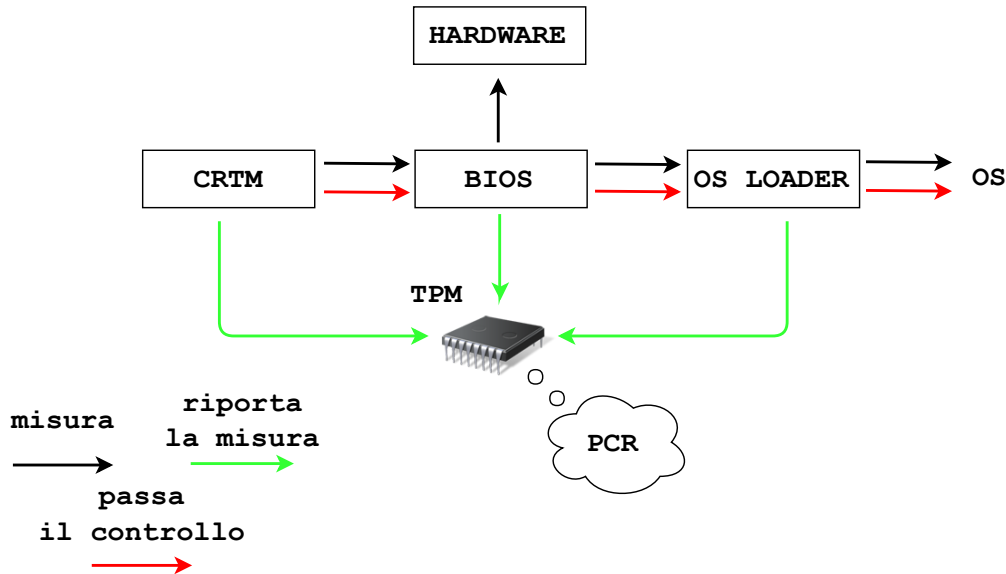 HARDWARE
CRTM
BIOS
OS LOADER
OS
TPM
PCR
misura
riporta
la misura
passa
il controllo